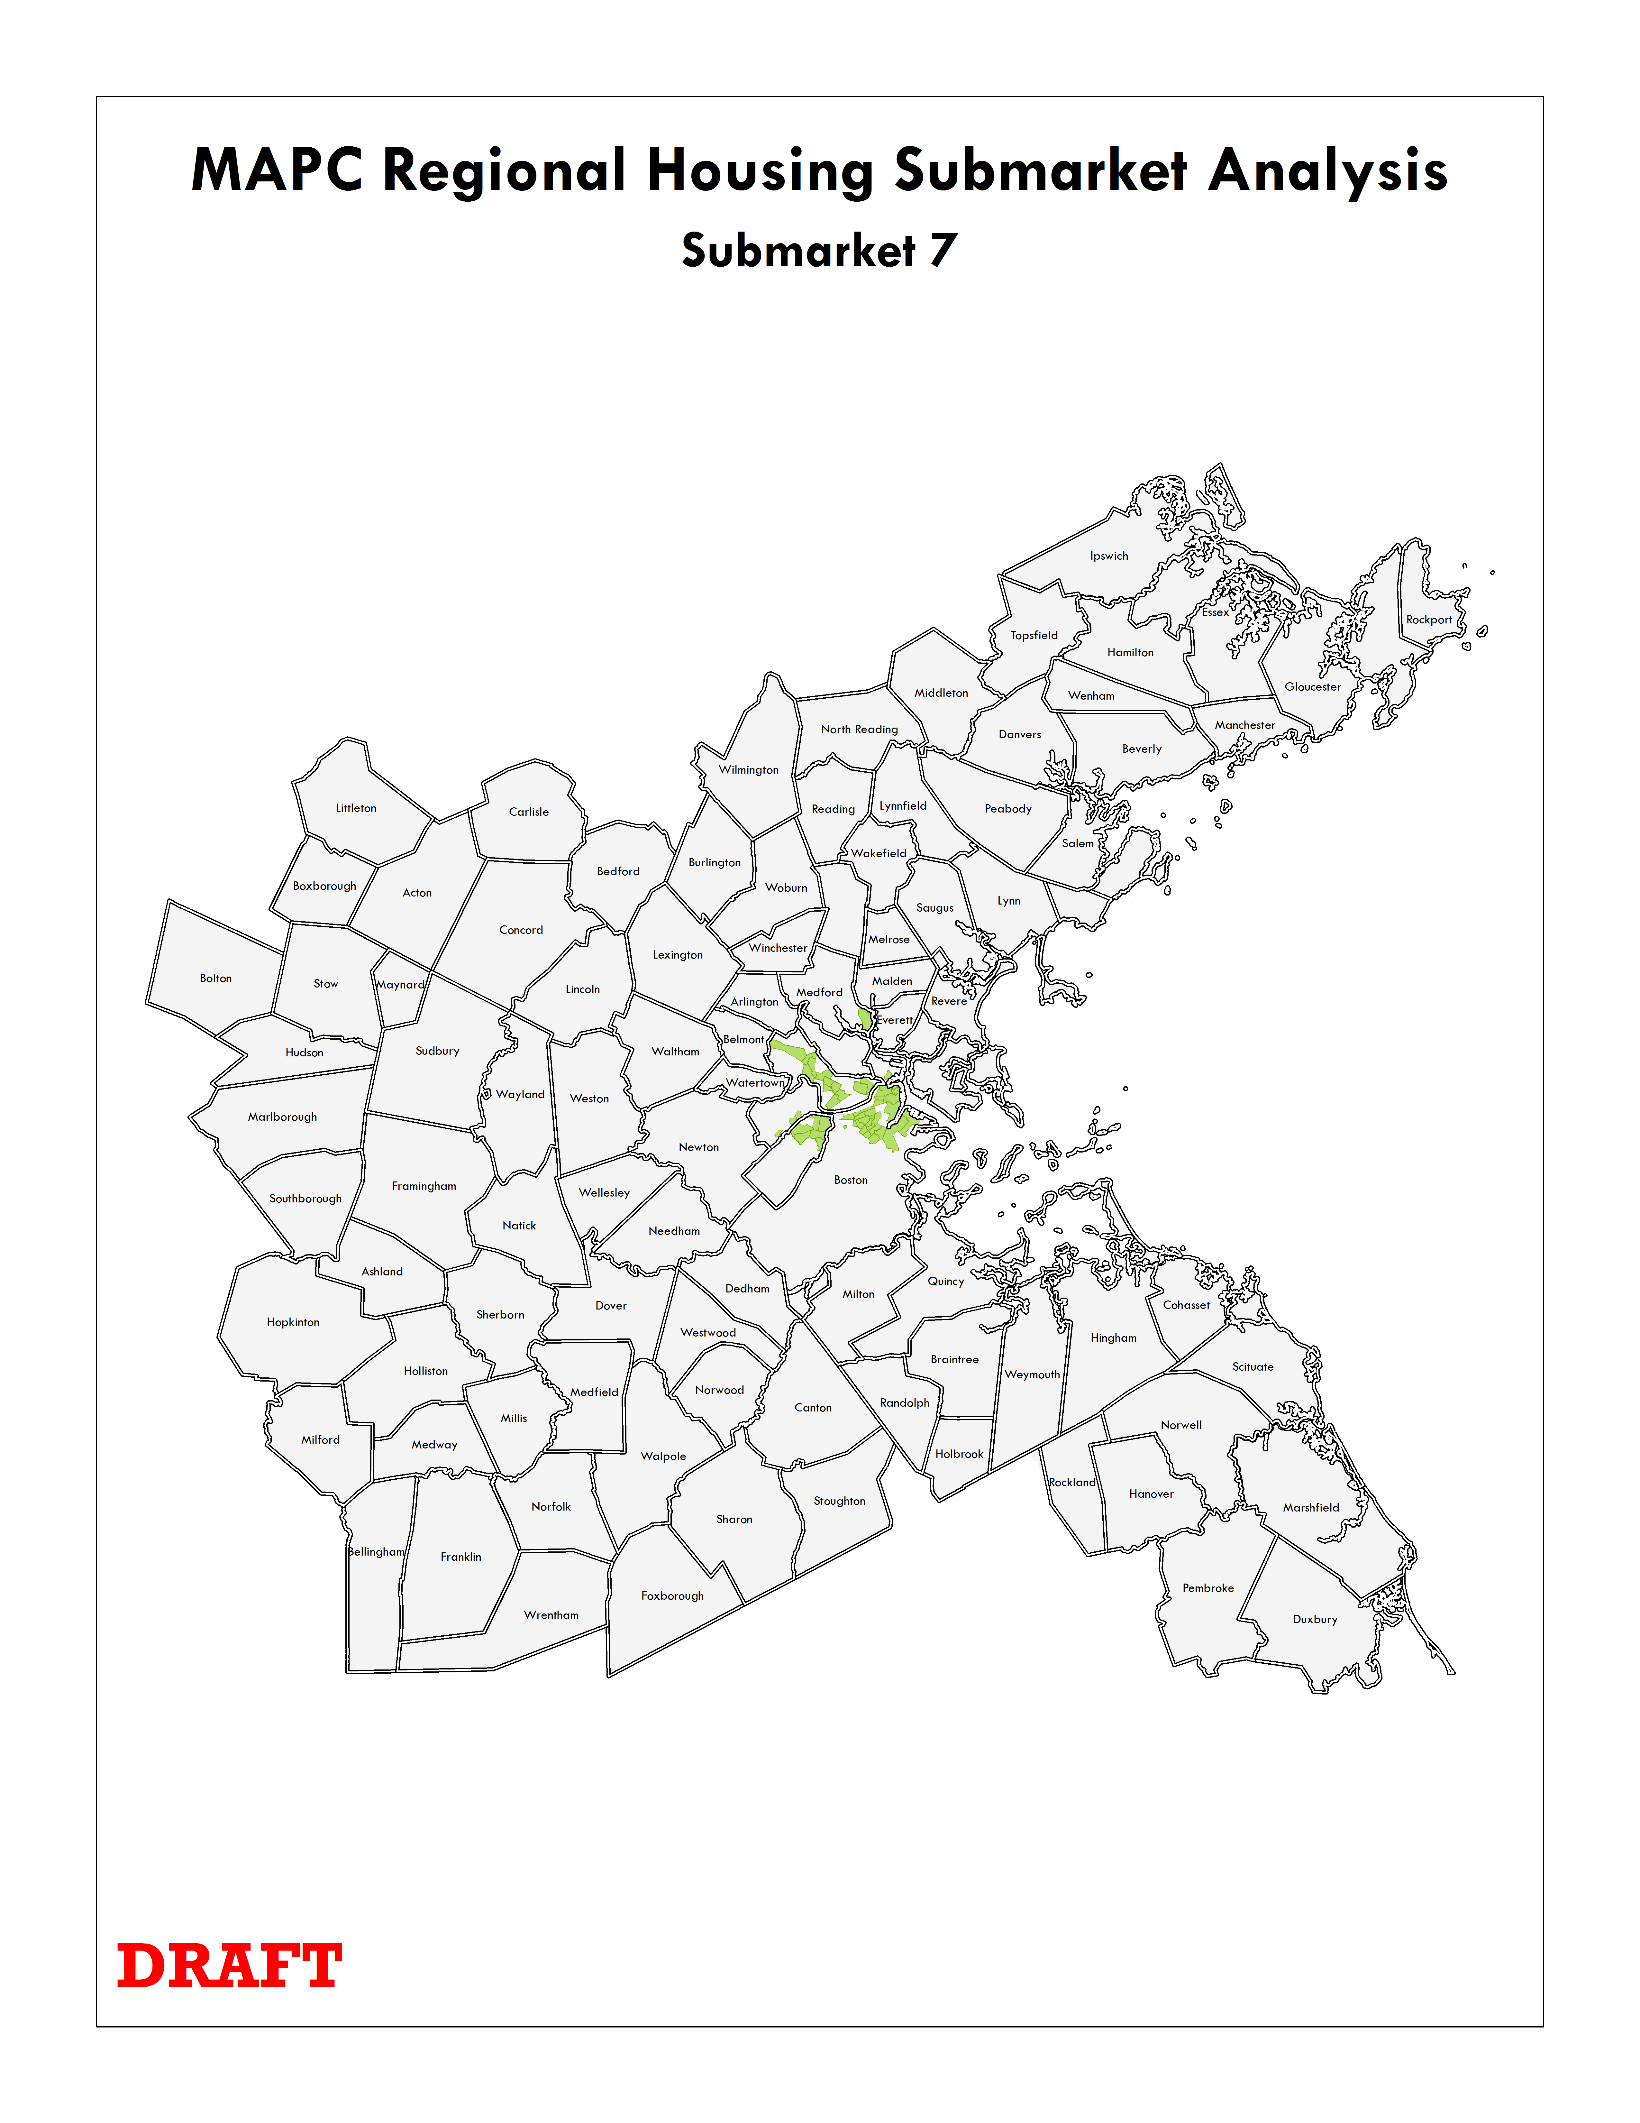 MAPC Regional Housing Submarket Analysis
Submarket 7
Ipswich
Essex
Rockport
Topsfield
Hamilton
Gloucester
Middleton
Wenham
Manchester
North Reading
Danvers
Beverly
Wilmington
Littleton
Carlisle
Reading
Lynnfield
Peabody
Salem
Wakefield
Burlington
Bedford
Boxborough
Acton
Woburn
Lynn
Saugus
Concord
Winchester
Melrose
Lexington
Bolton
Stow
Maynard
Lincoln
Arlington
Medford
Malden
Revere
Everett
Hudson
Sudbury
Waltham
Belmont
Watertown
Wayland
Weston
Marlborough
Newton
Boston
Framingham
Southborough
Wellesley
Natick
Needham
Ashland
Dedham
Quincy
Milton
Hopkinton
Sherborn
Dover
Cohasset
Westwood
Hingham
Holliston
Braintree
Weymouth
Scituate
Medfield
Norwood
Canton
Randolph
Millis
Norwell
Milford
Medway
Walpole
Holbrook
Rockland
Hanover
Norfolk
Stoughton
Marshfield
Sharon
Bellingham
Franklin
Foxborough
Pembroke
Wrentham
Duxbury
DRAFT